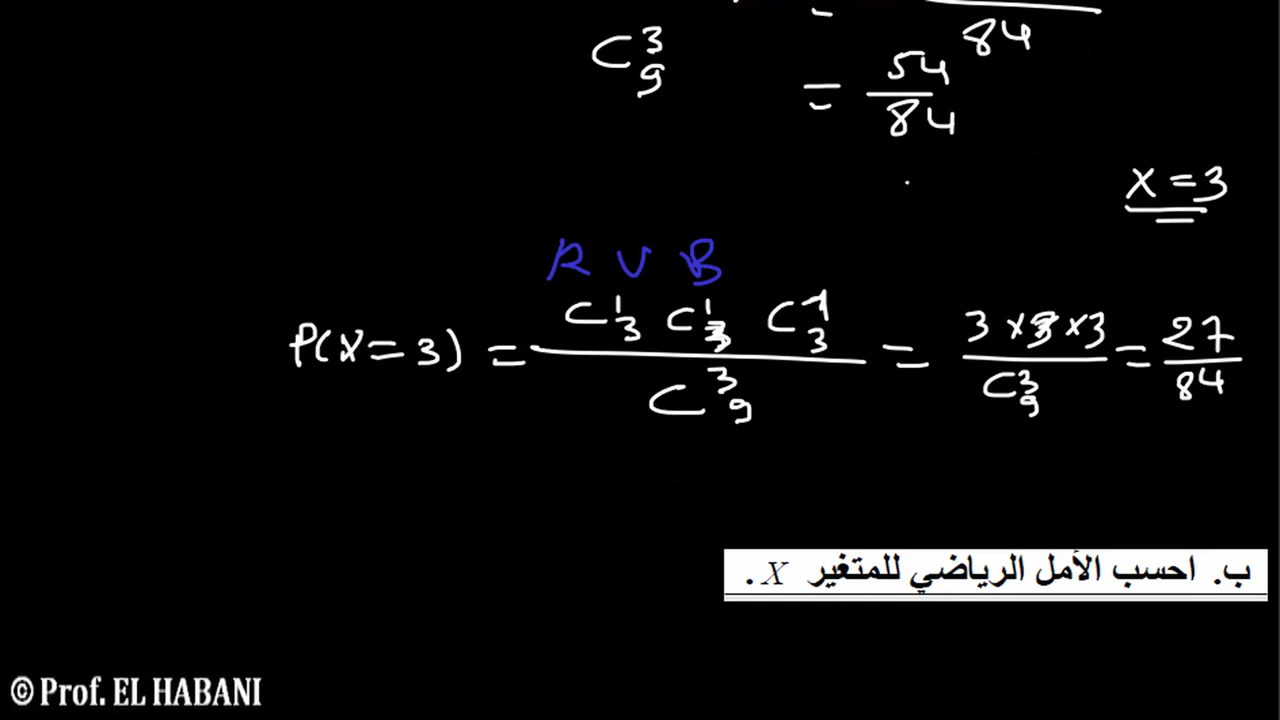 C₉³ = 84
= 54/84
X = 3
R V B
P(X = 3) = C₃¹ C₃¹ C₃¹ / C₉³ = 3 × 3 × 3 / C₉³ = 27/84
ب. احسب الأمل الرياضي للمتغير X .
© Prof. EL HABANI